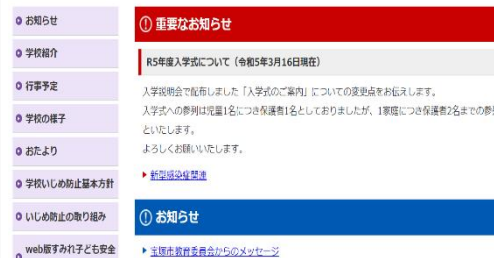 お知らせ
学校紹介
行事予定
学校の様子
おたより
学校いじめ防止基本方針
いじめ防止の取り組み
web版すみれ子ども安全
重要なお知らせ
R5年度入学式について（令和5年3月16日現在）
入学説明会で配布しました「入学式のご案内」についての変更点をお伝えします。
入学式への参列は児童1名につき保護者1名としておりましたが、1家庭につき保護者2名までの参
といたします。
よろしくお願いいたします。
新型感染症関連
お知らせ
宝塚市教育委員会からのメッセージ